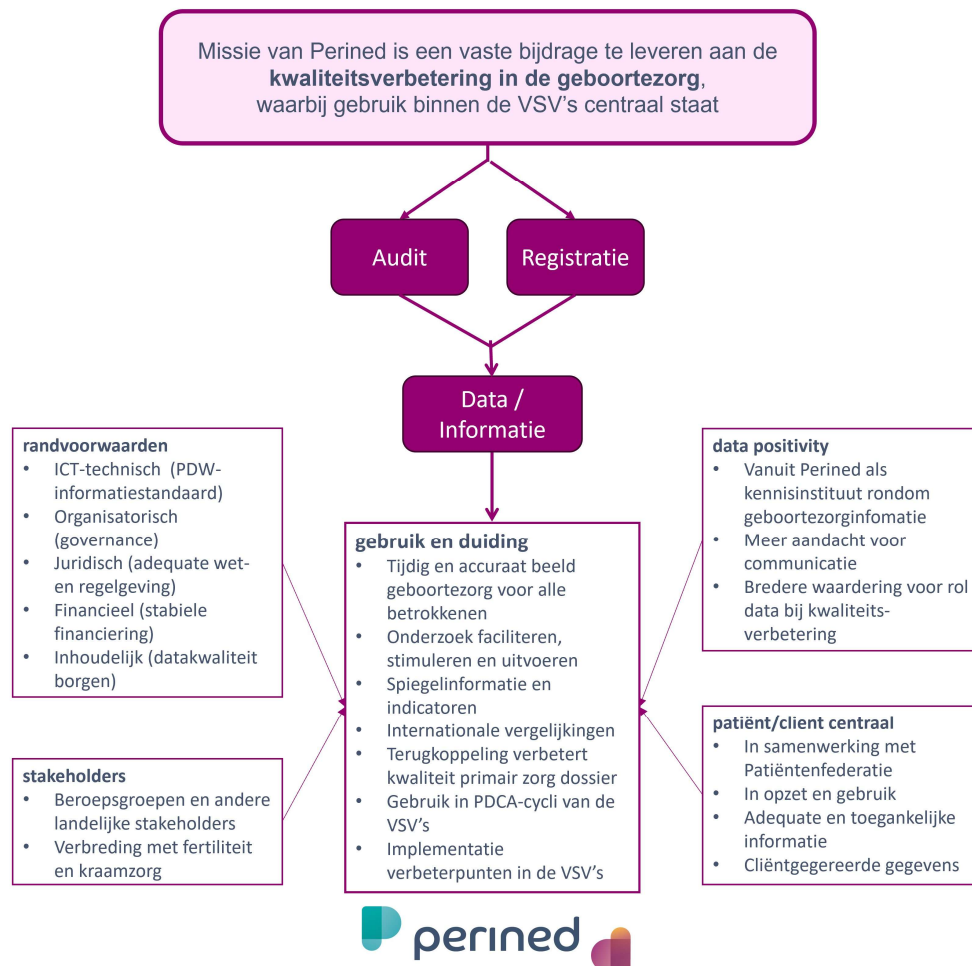 Missie van Perined is een vaste bijdrage te leveren aan de
kwaliteitsverbetering in de geboortezorg,
waarbij gebruik binnen de VSV's centraal staat
Audit
Registratie
Data /
Informatie
randvoorwaarden
• ICT-technisch (PDW-
informatiestandaard)
• Organisatorisch
(governance)
• Juridisch (adequate wet-
en regelgeving)
• Financieel (stabiele
financiering)
• Inhoudelijk (datakwaliteit
borgen)
stakeholders
• Beroepsgroepen en andere
landelijke stakeholders
• Verbreding met fertiliteit
en kraamzorg
gebruik en duiding
• Tijdig en accuraat beeld
geboortezorg voor alle
betrokkenen
• Onderzoek faciliteren,
stimuleren en uitvoeren
• Spiegelinformatie en
indicatoren
• Internationale vergelijkingen
• Terugkoppeling verbetert
kwaliteit primair zorg dossier
• Gebruik in PDCA-cycli van de
VSV's
• Implementatie
verbeterpunten in de VSV's
data positivity
• Vanuit Perined als
kennisinstituut rondom
geboortezorginfomatie
• Meer aandacht voor
communicatie
• Bredere waardering voor rol
data bij kwaliteits-
verbetering
patiënt/client centraal
• In samenwerking met
Patiëntenfederatie
• In opzet en gebruik
• Adequate en toegankelijke
informatie
• Cliëntgegereerde gegevens
perined